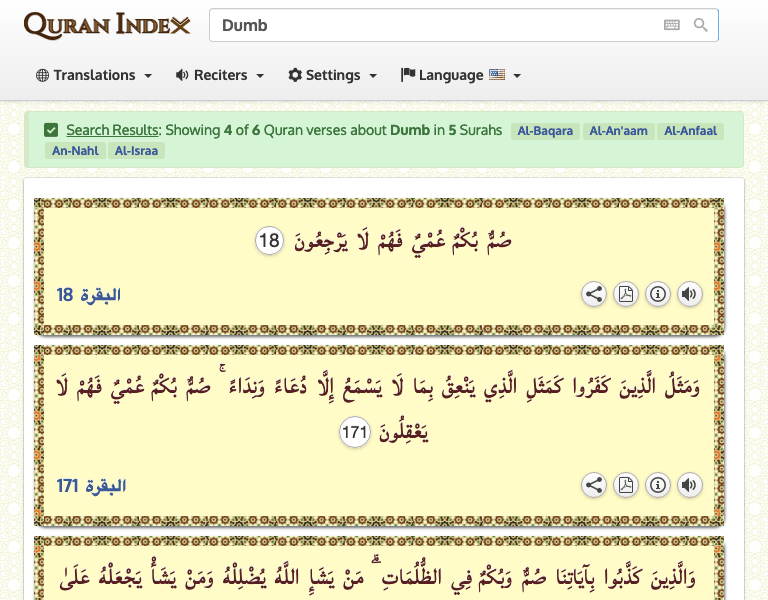 QURAN INDEX
Dumb
Translations Reciters Settings Language
Search Results: Showing 4 of 6 Quran verses about Dumb in 5 Surahs Al-Baqara Al-An'aam Al-Anfaal
An-Nahl Al-Israa
صُمٌّ بُكْمٌ عُمْيٌ فَهُمْ لَا يَرْجِعُونَ 18
البقرة 18
وَمَثَلُ الَّذِينَ كَفَرُوا كَمَثَلِ الَّذِي يَنْعِقُ بِمَا لَا يَسْمَعُ إِلَّا دُعَاءً وَنِدَاءً ۚ صُمٌّ بُكْمٌ عُمْيٌ فَهُمْ لَا
يَعْقِلُونَ 171
البقرة 171
وَالَّذِينَ كَذَّبُوا بِآيَاتِنَا صُمٌّ وَبُكْمٌ فِي الظُّلُمَاتِ ۗ مَنْ يَشَإِ اللَّهُ يُضْلِلْهُ وَمَنْ يَشَأْ يَجْعَلْهُ عَلَىٰ